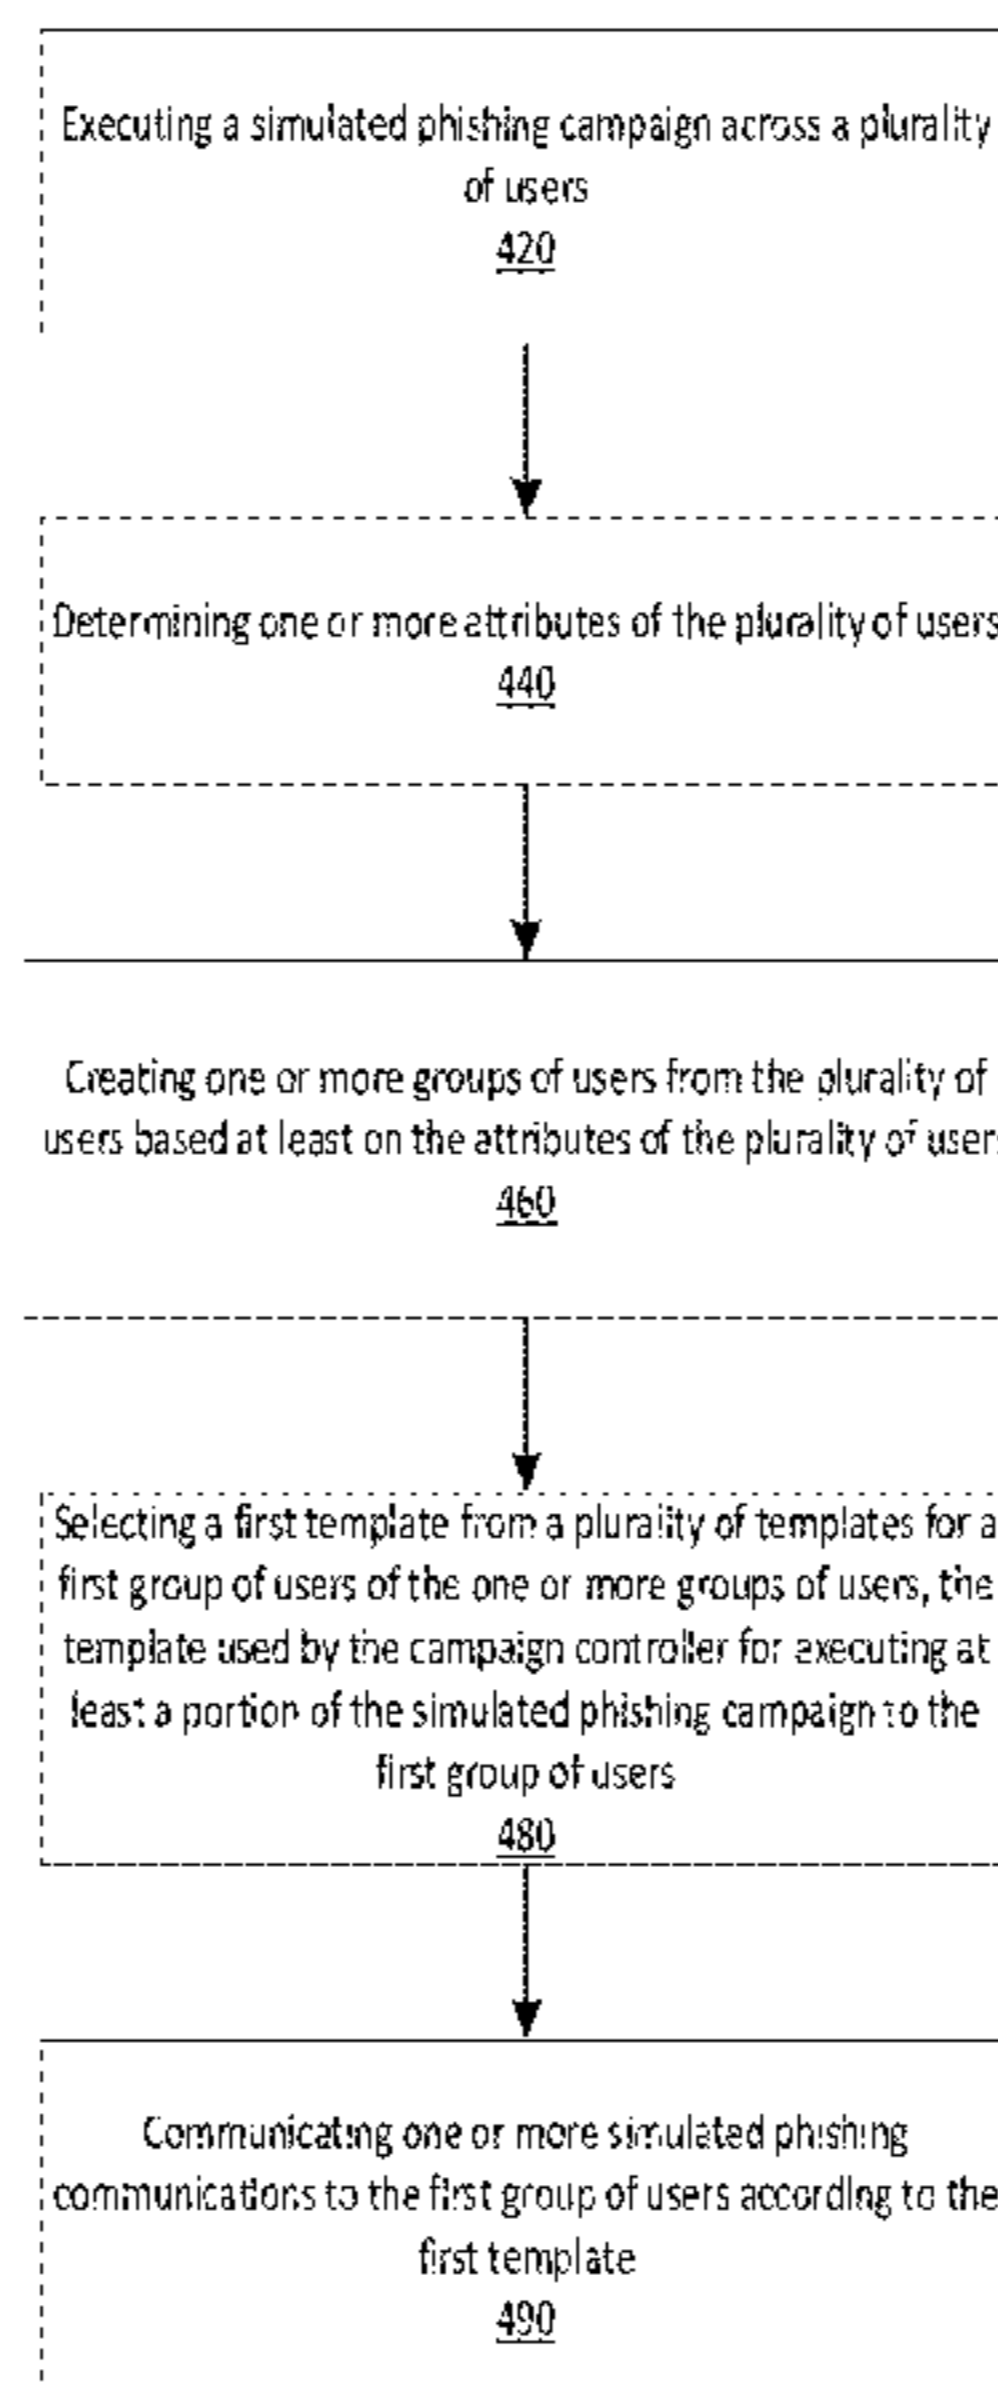 Executing a simulated phishing campaign across a plurality
of users
420
Determining one or more attributes of the plurality of users
440
Creating one or more groups of users from the plurality of
users based at least on the attributes of the plurality of users
460
Selecting a first template from a plurality of templates for a
first group of users of the one or more groups of users, the
template used by the campaign controller for executing at
least a portion of the simulated phishing campaign to the
first group of users
480
Communicating one or more simulated phishing
communications to the first group of users according to the
first template
490